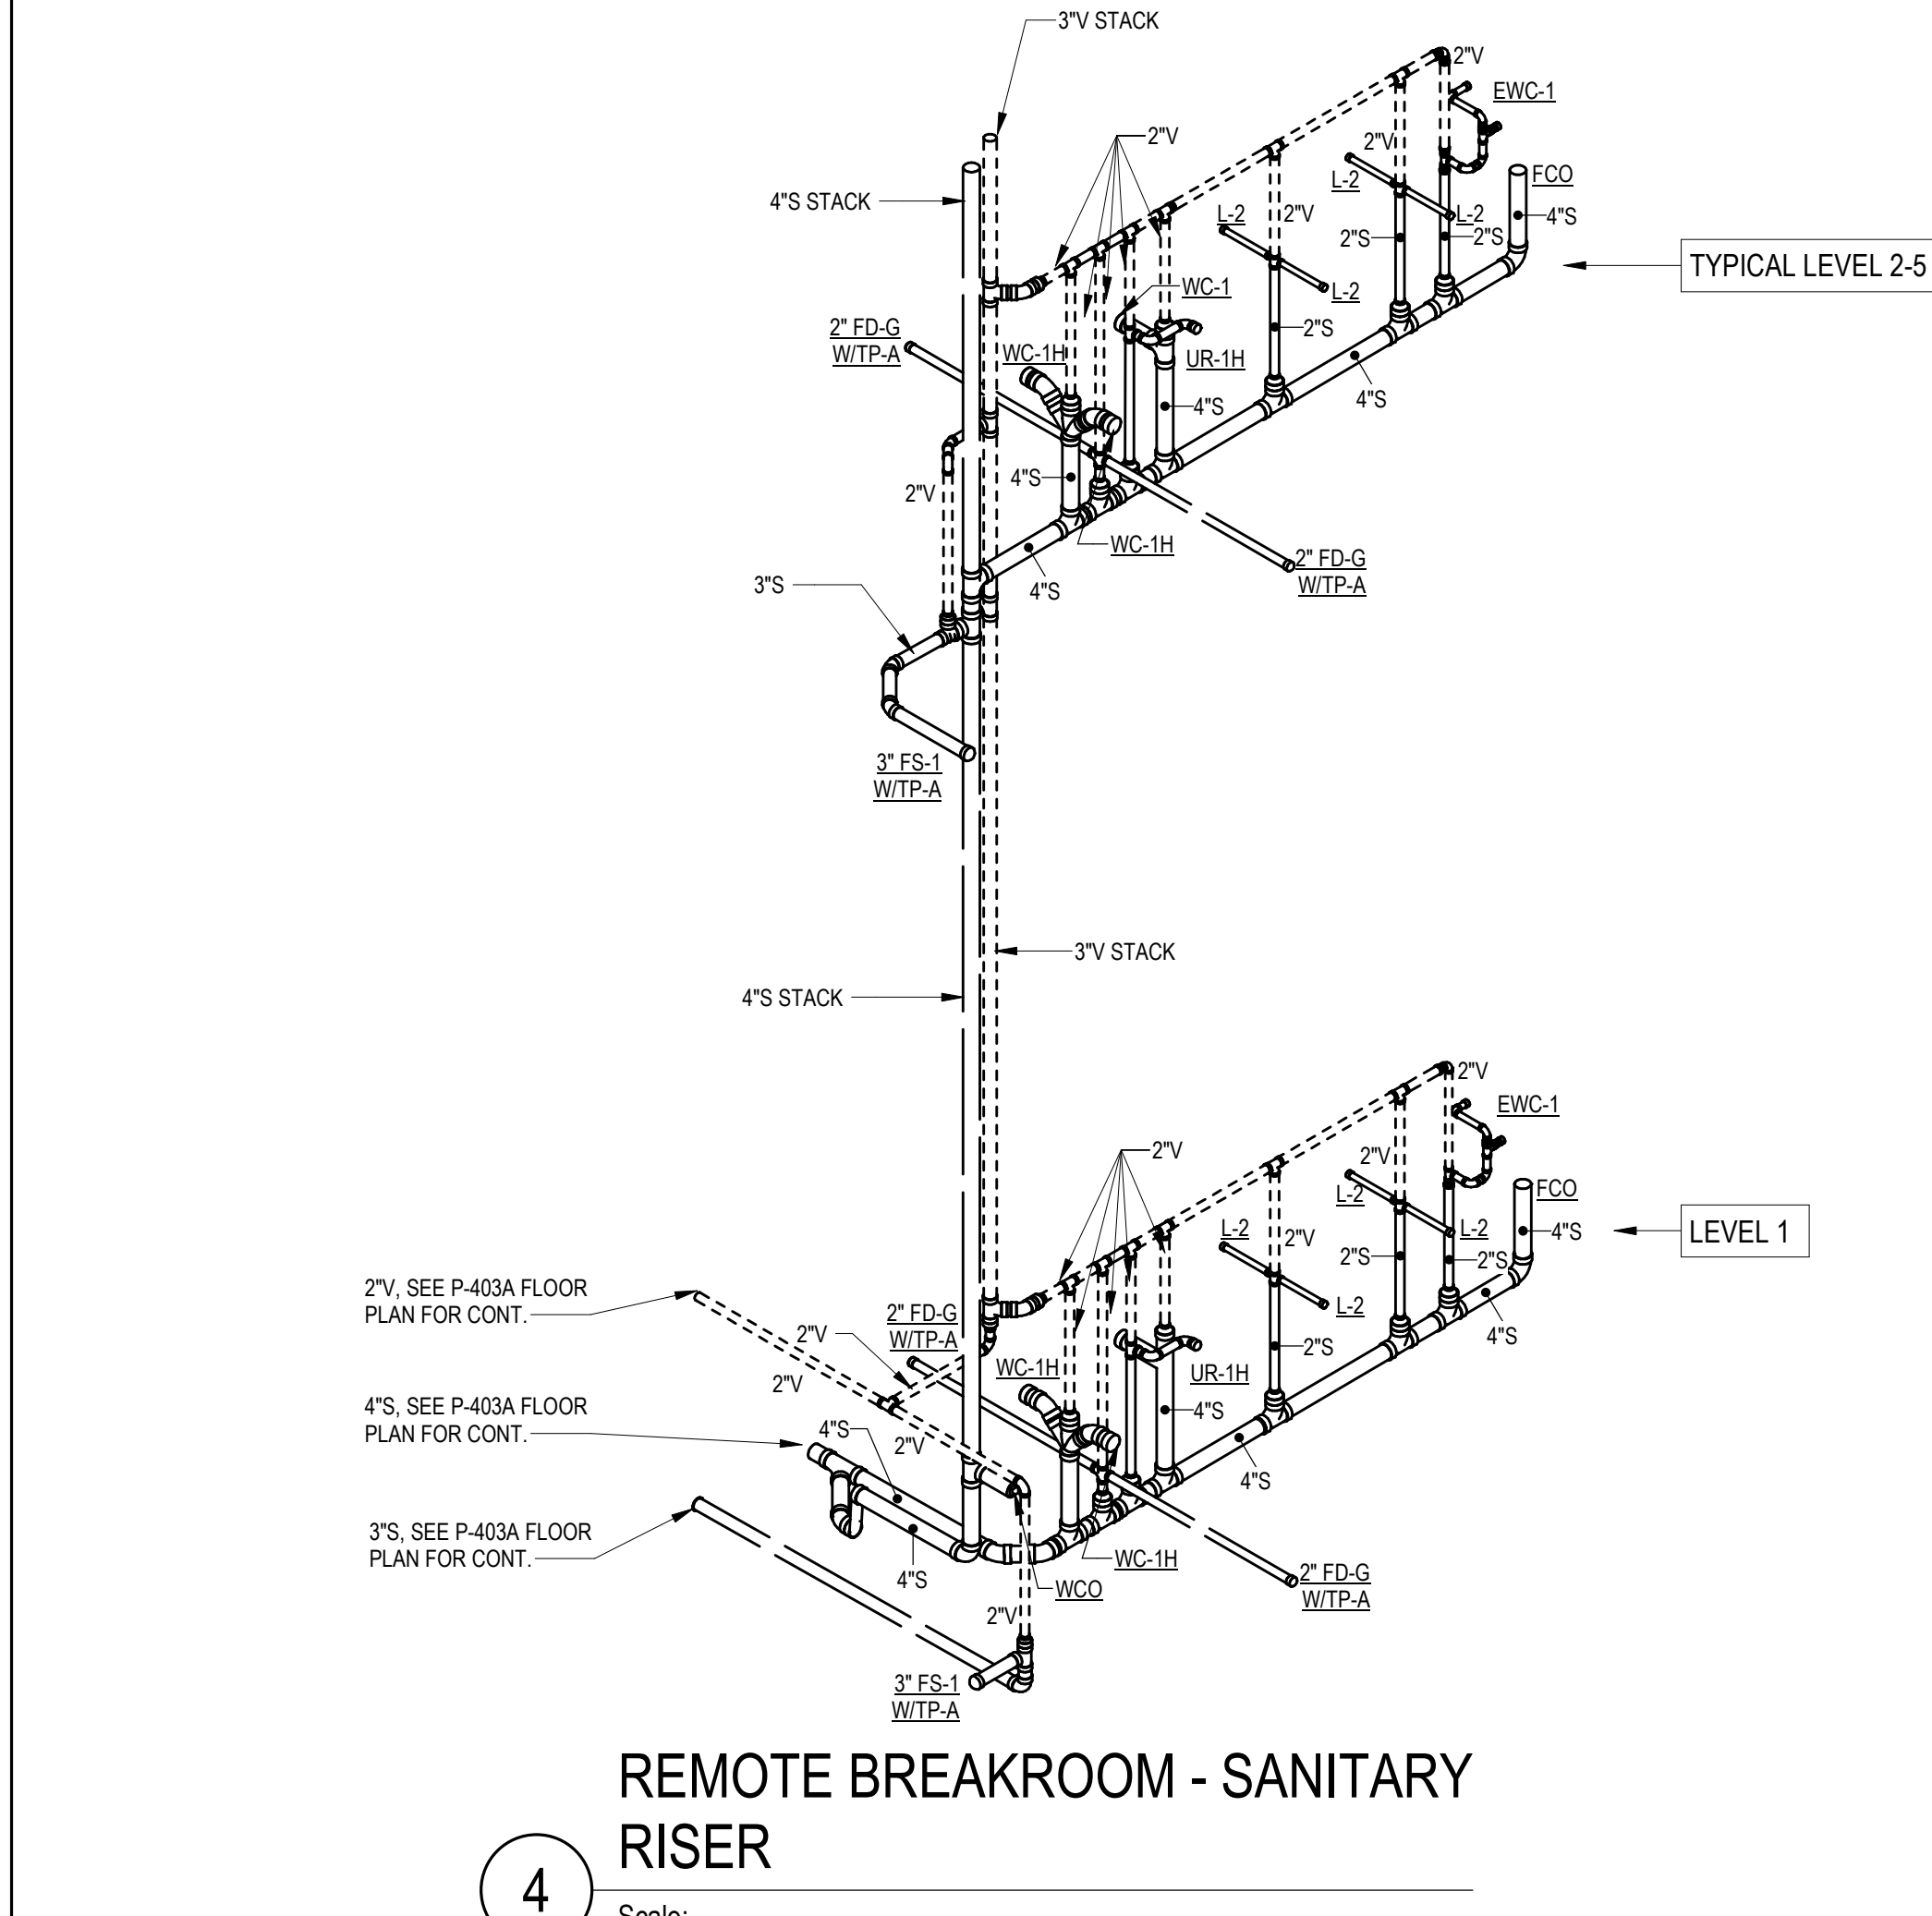 3"V STACK
2"V
EWC-1
2"V
2"V
4"S STACK
L-2
FCO
L-2
2"V
L-2
4"S
2"S
2"S
TYPICAL LEVEL 2-5
WC-1
L-2
2" FD-G
W/TP-A
2"S
WC-1H
UR-1H
4"S
4"S
4"S
2"V
WC-1H
2" FD-G
W/TP-A
4"S
3"S
3" FS-1
W/TP-A
3"V STACK
4"S STACK
2"V
EWC-1
2"V
2"V
L-2
FCO
L-2
2"V
L-2
4"S
LEVEL 1
2"S
2"S
2"V, SEE P-403A FLOOR
PLAN FOR CONT.
L-2
2" FD-G
W/TP-A
2"V
2"S
4"S
WC-1H
UR-1H
2"V
4"S, SEE P-403A FLOOR
PLAN FOR CONT.
4"S
4"S
2"V
4"S
3"S, SEE P-403A FLOOR
PLAN FOR CONT.
4"S
WC-1H
2" FD-G
W/TP-A
WCO
2"V
3" FS-1
W/TP-A
REMOTE BREAKROOM - SANITARY
RISER
4
Scale: